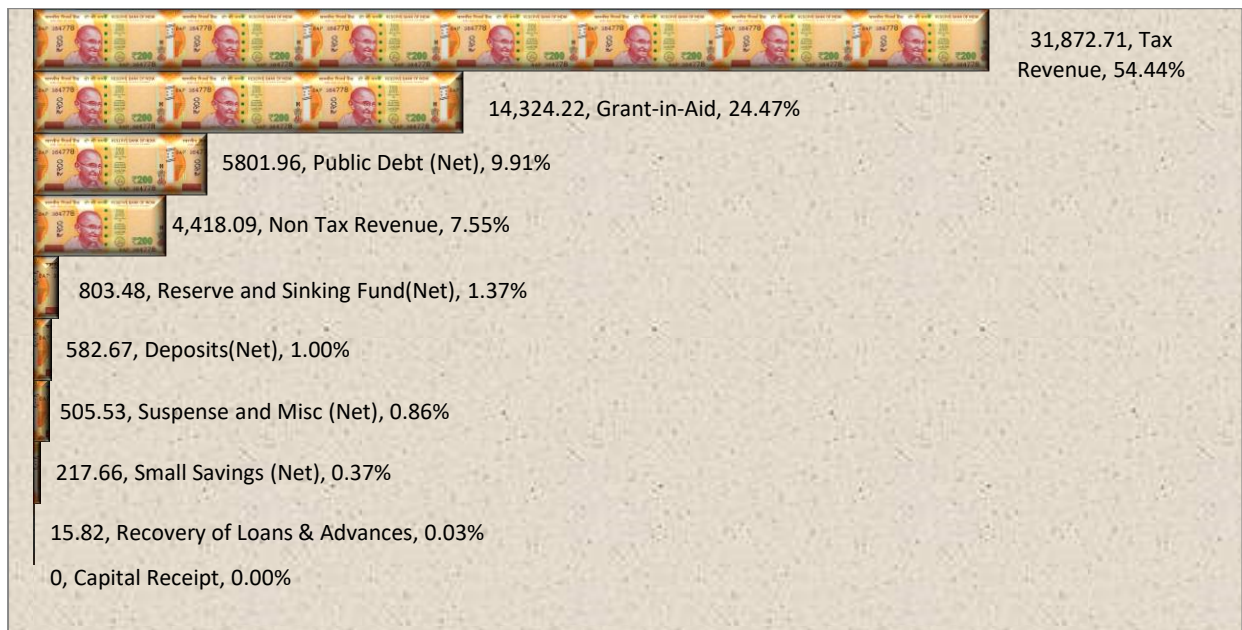 31,872.71, Tax
Revenue, 54.44%
14,324.22, Grant-in-Aid, 24.47%
5801.96, Public Debt (Net), 9.91%
4,418.09, Non Tax Revenue, 7.55%
803.48, Reserve and Sinking Fund(Net), 1.37%
582.67, Deposits(Net), 1.00%
505.53, Suspense and Misc (Net), 0.86%
217.66, Small Savings (Net), 0.37%
15.82, Recovery of Loans & Advances, 0.03%
0, Capital Receipt, 0.00%